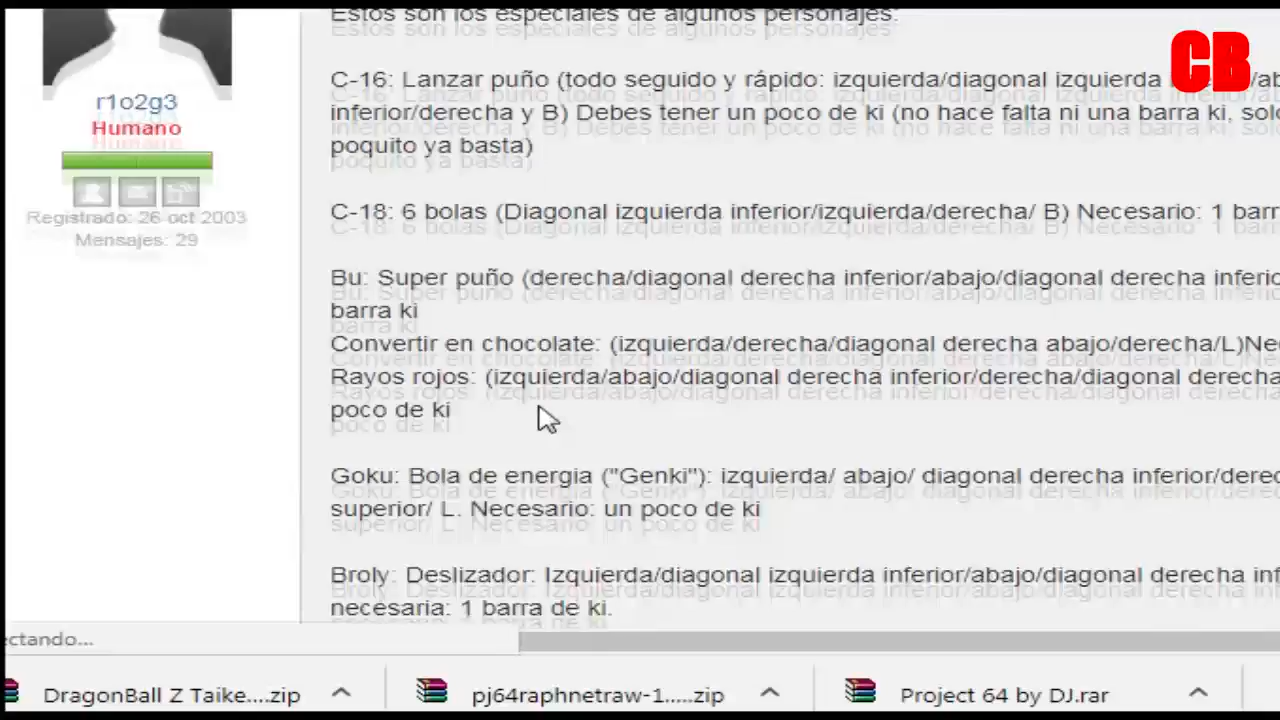 Estos son los especiales de algunos personajes:
CB
C-16: Lanzar puño (todo seguido y rápido: izquierda/diagonal izquierda
inferior/derecha y B) Debes tener un poco de ki (no hace falta ni una barra ki, solo
poquito ya basta)
C-18: 6 bolas (Diagonal izquierda inferior/izquierda/derecha/ B) Necesario: 1 barr
Bu: Super puño (derecha/diagonal derecha inferior/abajo/diagonal derecha inferio
barra ki
Convertir en chocolate: (izquierda/derecha/diagonal derecha abajo/derecha/L)Ne
Rayos rojos: (izquierda/abajo/diagonal derecha inferior/derecha/diagonal derecha
poco de ki
Goku: Bola de energia ("Genki"): izquierda/ abajo/ diagonal derecha inferior/derec
superior/ L. Necesario: un poco de ki
Broly: Deslizador: Izquierda/diagonal izquierda inferior/abajo/diagonal derecha inf
necesaria: 1 barra de ki.
r1o2g3
Humano
Registrado: 26 oct 2003
Mensajes: 29
ectando...
DragonBall Z Taike....zip
pj64raphnetraw-1.....zip
Project 64 by DJ.rar